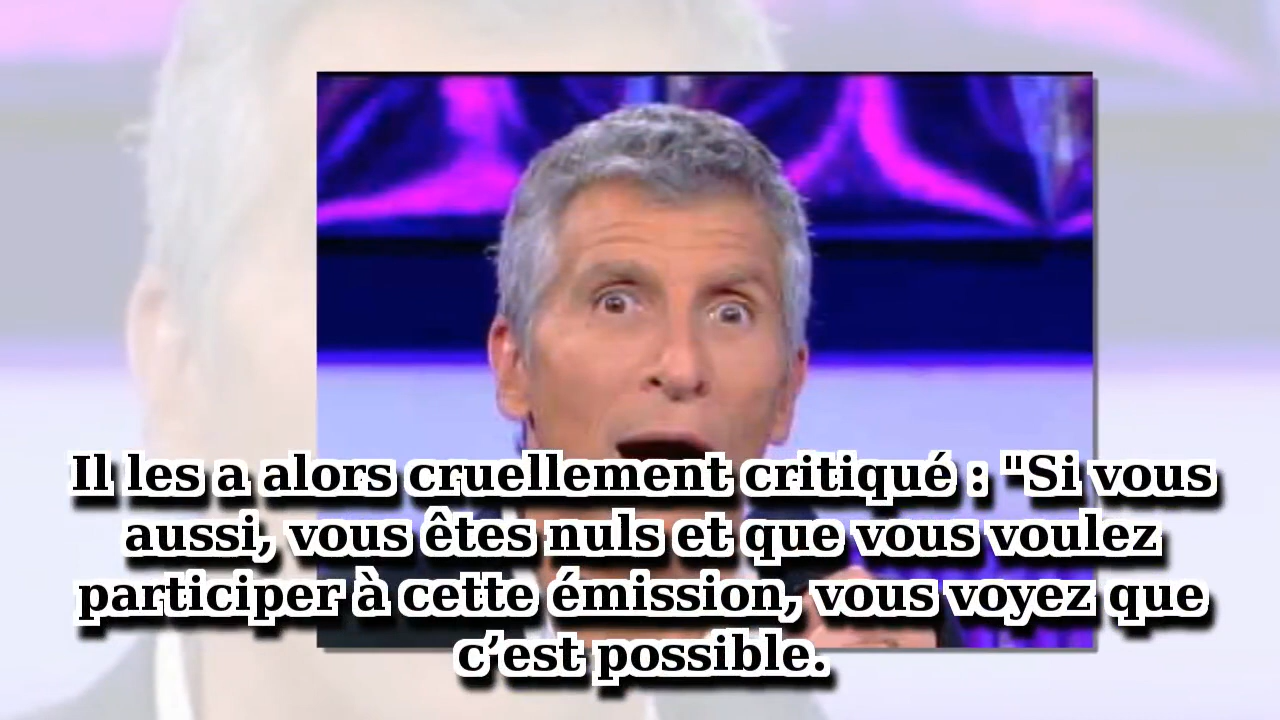 Il les a alors cruellement critiqué : "Si vous
aussi, vous êtes nuls et que vous voulez
participer à cette émission, vous voyez que
c’est possible.